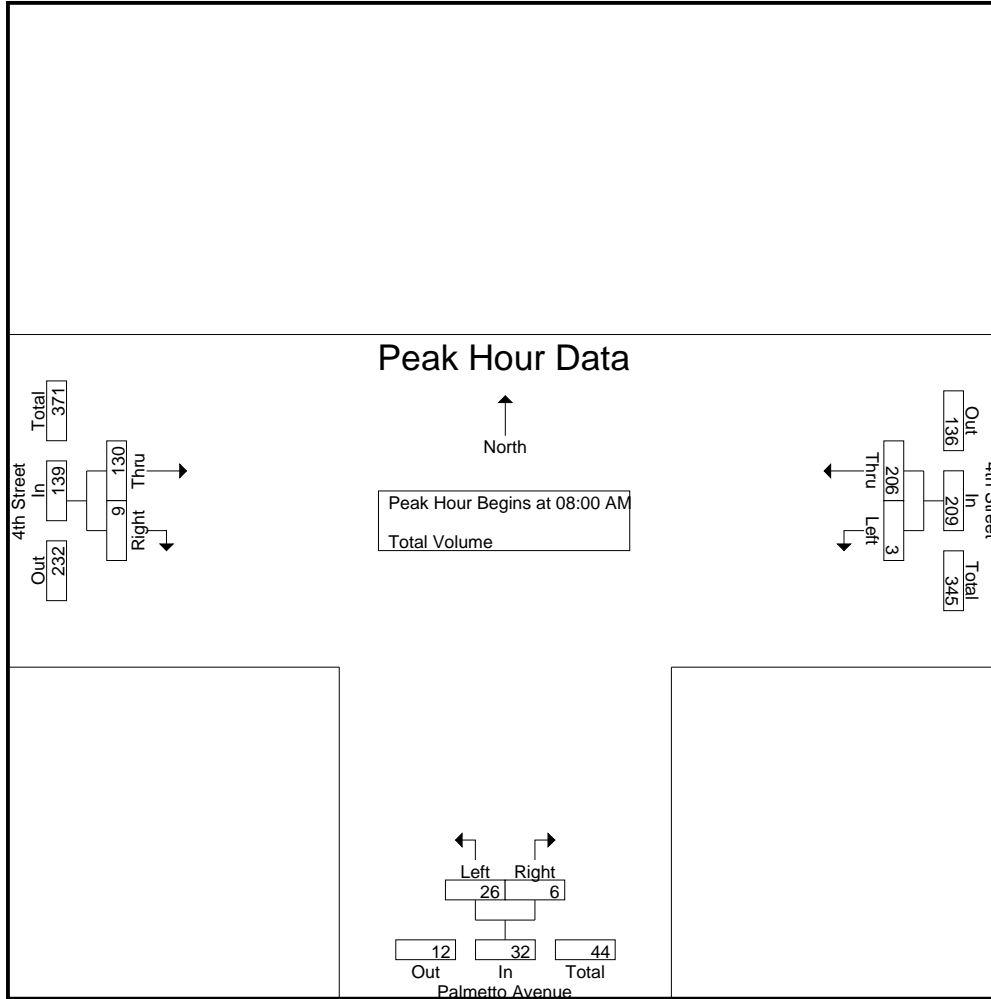 Peak Hour Data
North
Peak Hour Begins at 08:00 AM
Total Volume
4th Street
Out In Total
232 139 371
Right Thru
9 130
4th Street
Out In Total
136 209 345
Thru Left
206 3
Left Right
26 6
12 32 44
Out In Total
Palmetto Avenue